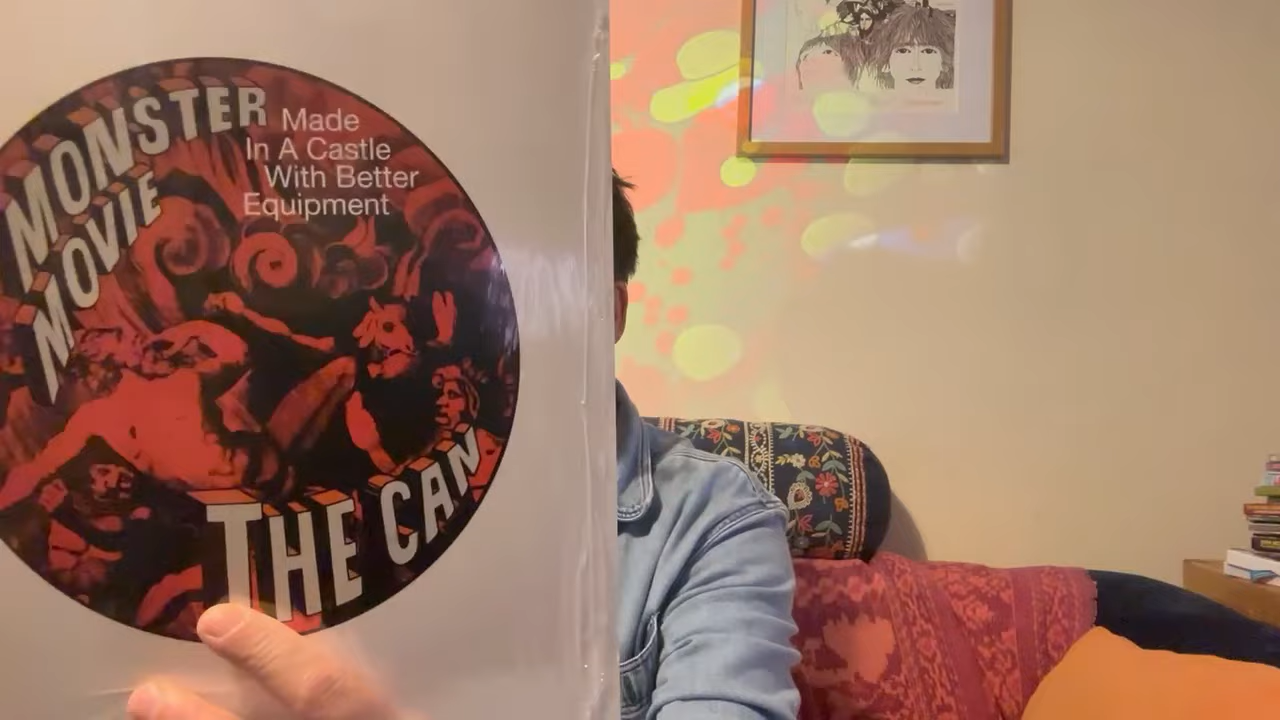 MONSTER
MOVIE
Made
In A Castle
With Better
Equipment
THE CAN